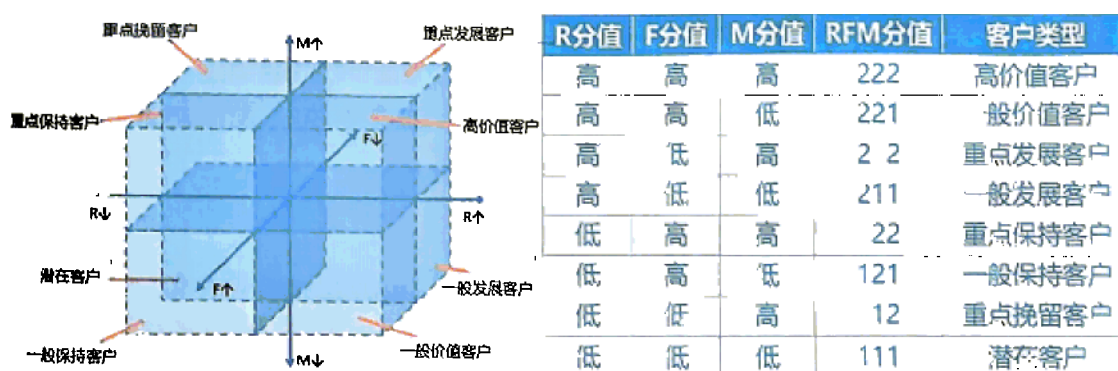 重点挽留客户
M↑
重点发展客户
重点保持客户
高价值客户
F↓
R↓
R↑
潜在客户
F↑
一般发展客户
一般保持客户
M↓
一般价值客户
R分值 F分值 M分值 RFM分值 客户类型
高 高 高 222 高价值客户
高 高 低 221 一般价值客户
高 低 高 2 2 重点发展客户
高 低 低 211 一般发展客户
低 高 高 22 重点保持客户
低 高 低 121 一般保持客户
低 低 高 12 重点挽留客户
低 低 低 111 潜在客户